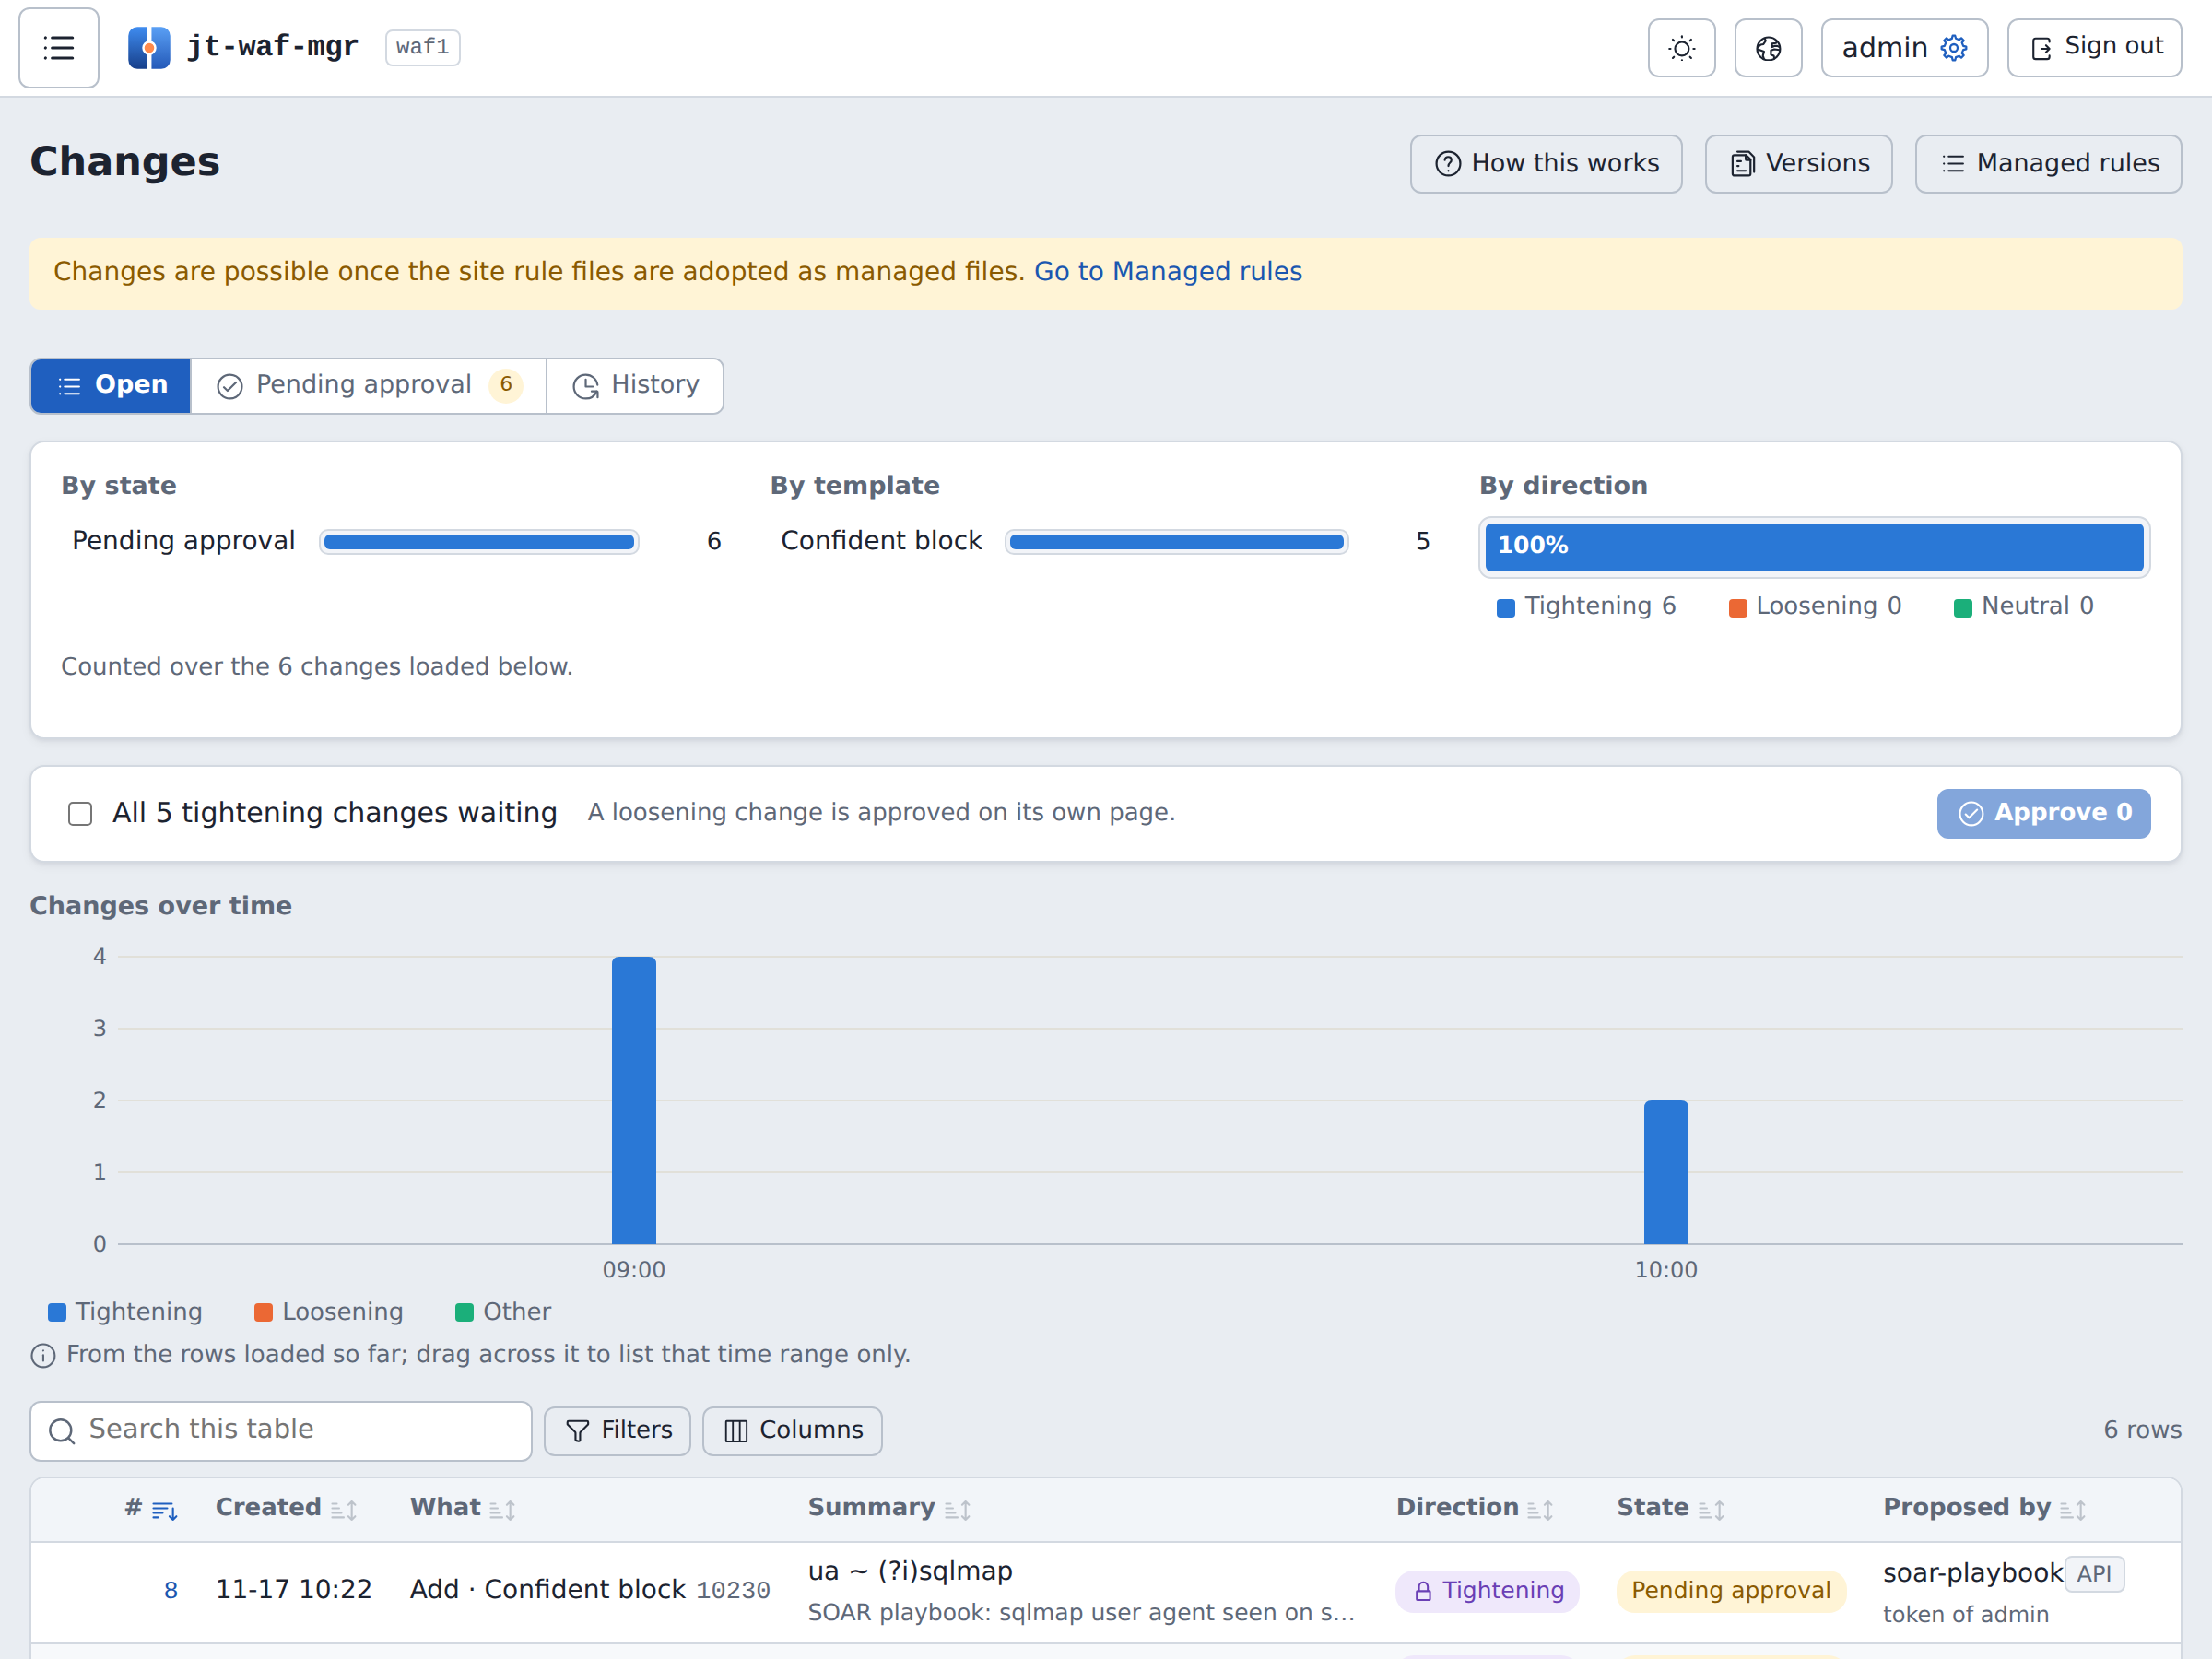 jt-waf-mgr waf1 admin Sign out
Changes How this works Versions Managed rules
Changes are possible once the site rule files are adopted as managed files. Go to Managed rules
Open Pending approval 6 History
By state By template By direction
Pending approval 6 Confident block 5 100%
Tightening 6 Loosening 0 Neutral 0
Counted over the 6 changes loaded below.
All 5 tightening changes waiting A loosening change is approved on its own page. Approve 0
Changes over time
4
3
2
1
0
09:00 10:00
Tightening Loosening Other
From the rows loaded so far; drag across it to list that time range only.
Search this table Filters Columns 6 rows
# Created What Summary Direction State Proposed by
8 11-17 10:22 Add · Confident block 10230 ua ~ (?i)sqlmap Tightening Pending approval soar-playbook API
SOAR playbook: sqlmap user agent seen on s… token of admin